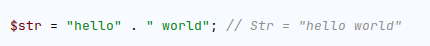 $str = "hello" . " world"; // Str = "hello world"